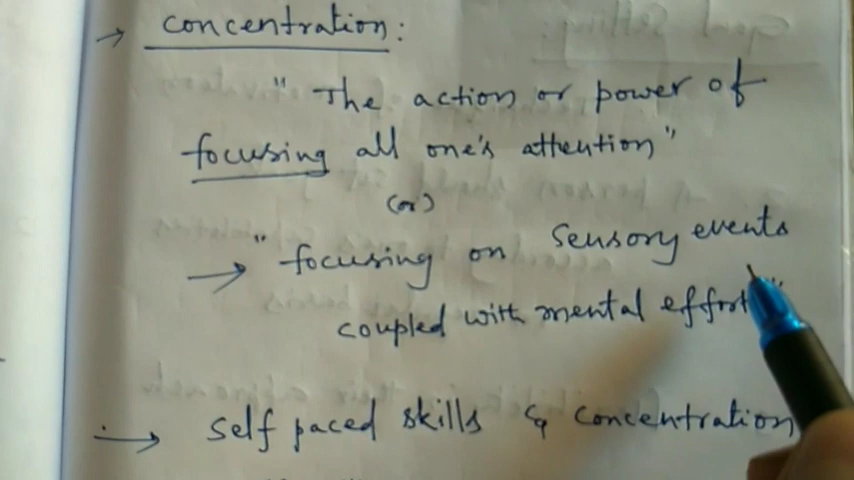 → concentration:
" The action or power of
focusing all one's attention"
(or)
→ " focusing on sensory events
coupled with mental effort"
→ self paced skills & concentration